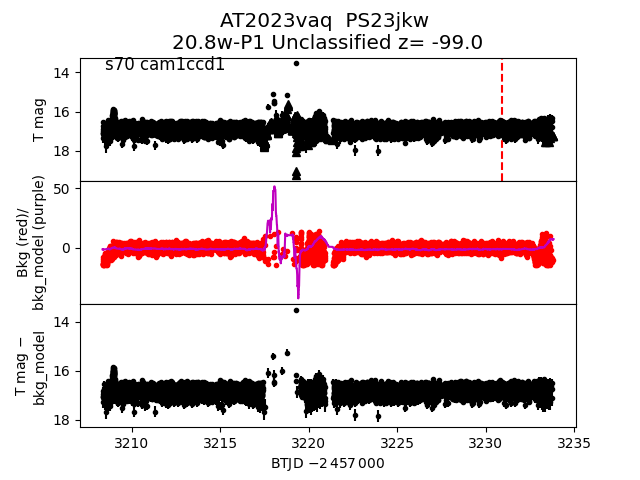 AT2023vaq  PS23jkw
20.8w-P1 Unclassified z= -99.0
s70 cam1ccd1
T mag
14
16
18
Bkg (red)/
bkg_model (purple)
50
0
T mag −
bkg_model
14
16
18
3210 3215 3220 3225 3230 3235
BTJD −2 457 000